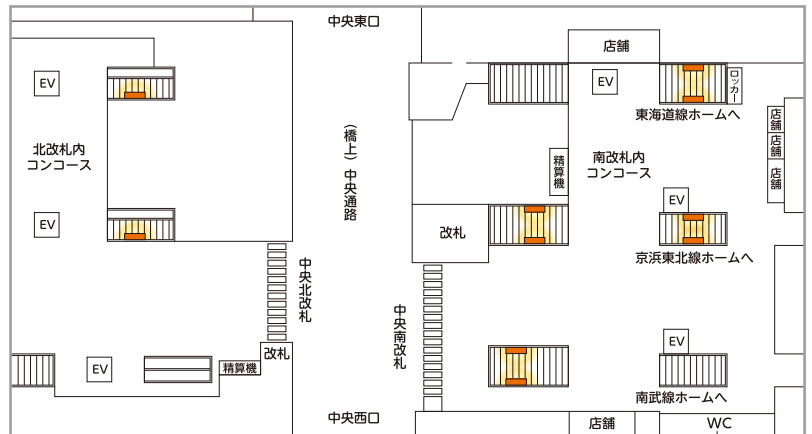 中央東口
店舗
EV
EV
ロッカー
東海道線ホームへ
店舗
店舗
店舗
北改札内
コンコース
（橋上）中央通路
精算機
南改札内
コンコース
EV
EV
改札
京浜東北線ホームへ
中央北改札
中央南改札
EV
改札
精算機
EV
南武線ホームへ
中央西口
店舗
WC